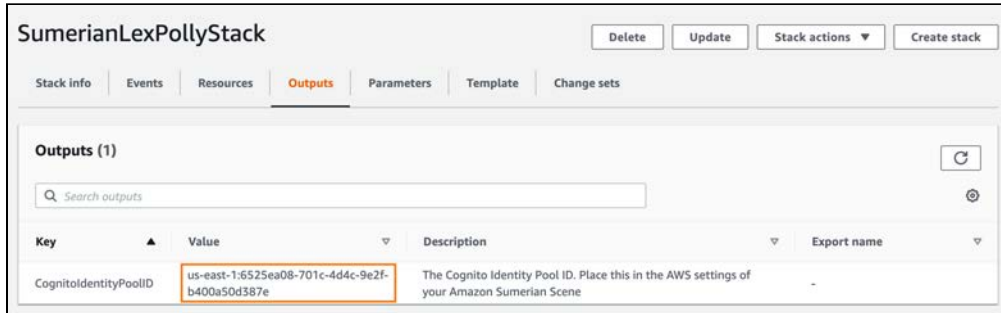 SumerianLexPollyStack
Delete Update Stack actions ▼ Create stack
Stack info Events Resources Outputs Parameters Template Change sets
Outputs (1)
Search outputs
Key Value Description Export name
us-east-1:6525ea08-701c-4d4c-9e2f-
b400a50d387e
CognitoIdentityPoolID
The Cognito Identity Pool ID. Place this in the AWS settings of
your Amazon Sumerian Scene
-